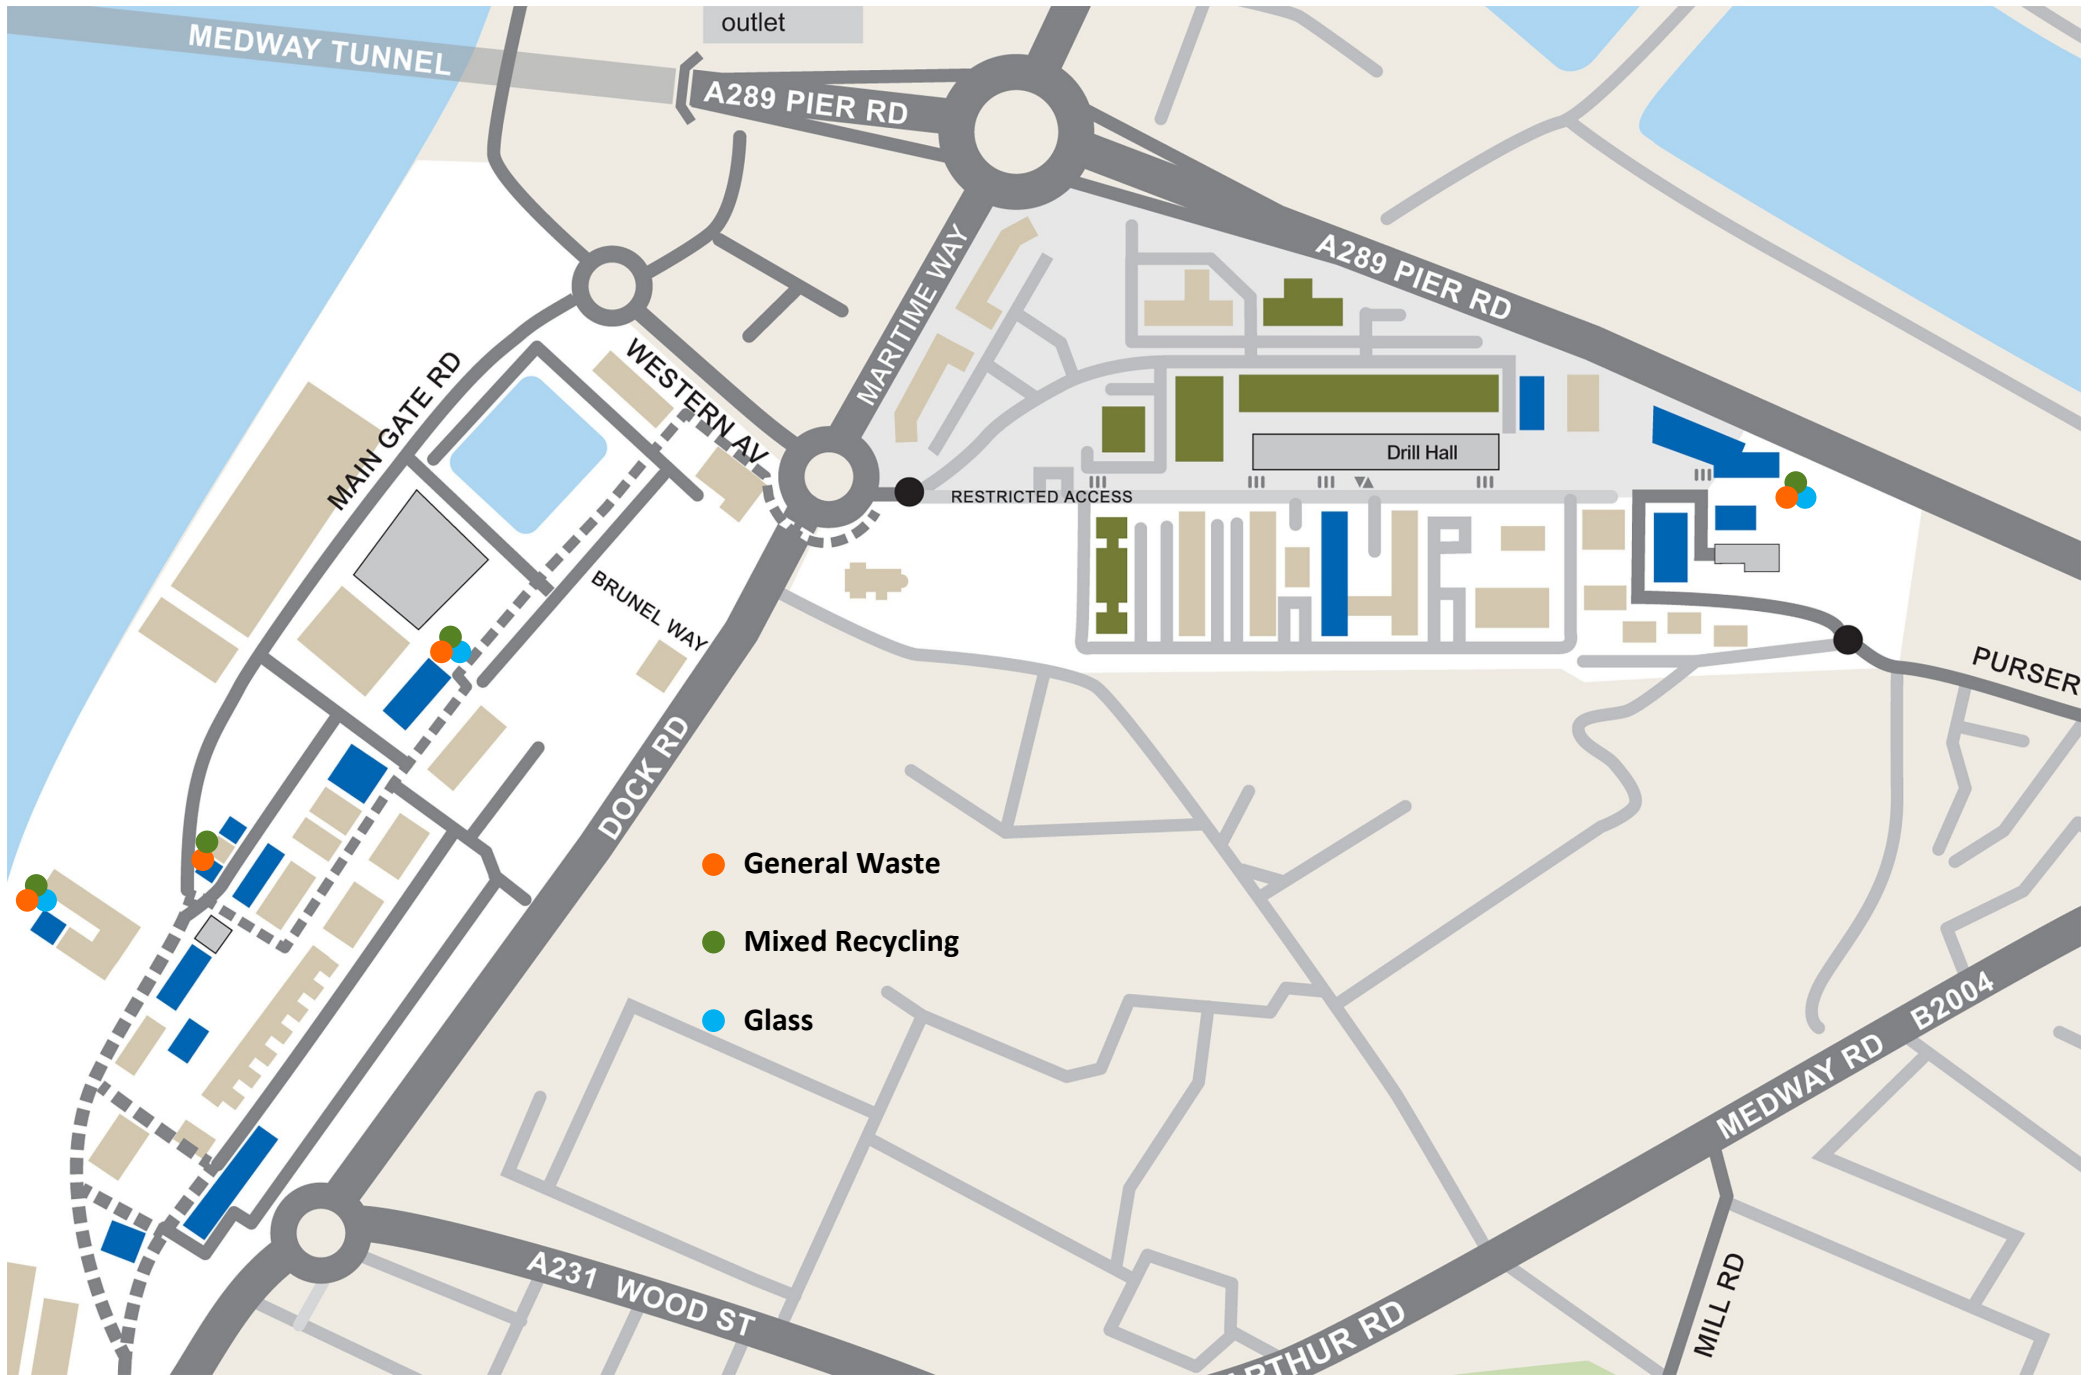 outlet
MEDWAY TUNNEL
A289 PIER RD
MARITIME WAY
A289 PIER RD
WESTERN AV
MAIN GATE RD
Drill Hall
RESTRICTED ACCESS
BRUNEL WAY
PURSER
DOCK RD
General Waste
Mixed Recycling
Glass
MEDWAY RD B2004
A231 WOOD ST
MILL RD
ARTHUR RD